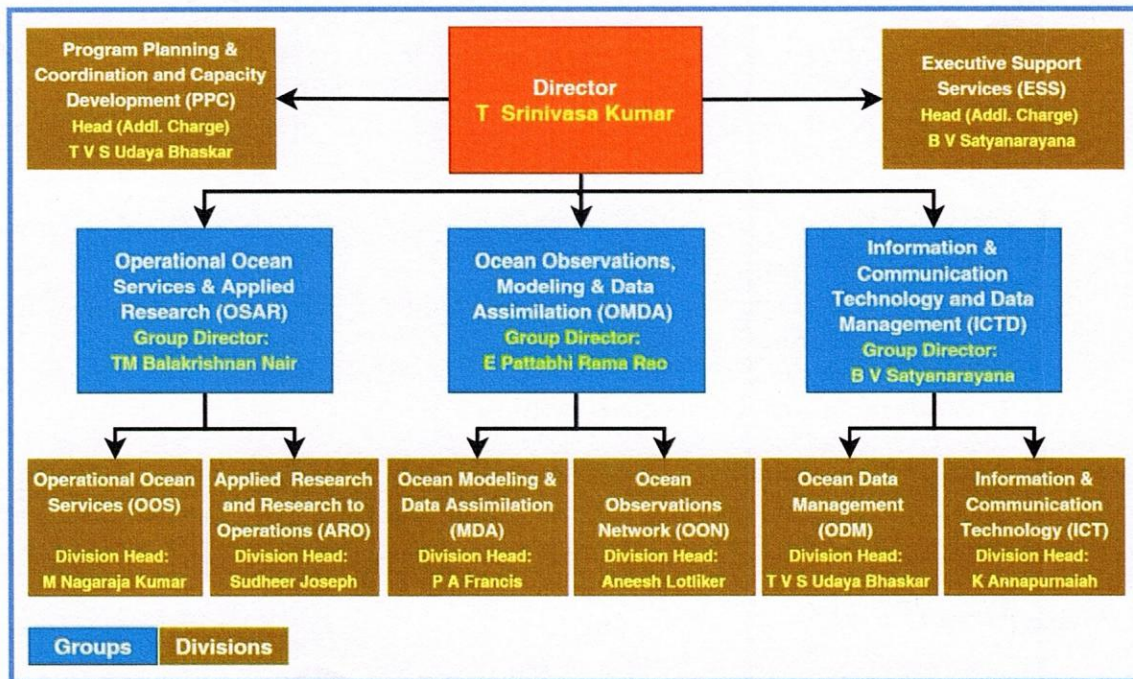 Program Planning &
Coordination and Capacity
Development (PPC)
Head (Addl. Charge)
T V S Udaya Bhaskar
Director
T Srinivasa Kumar
Executive Support
Services (ESS)
Head (Addl. Charge)
B V Satyanarayana
Operational Ocean
Services & Applied
Research (OSAR)
Group Director:
TM Balakrishnan Nair
Ocean Observations,
Modeling & Data
Assimilation (OMDA)
Group Director:
E Pattabhi Rama Rao
Information &
Communication
Technology and Data
Management (ICTD)
Group Director:
B V Satyanarayana
Operational Ocean
Services (OOS)
Division Head:
M Nagaraja Kumar
Applied Research
and Research to
Operations (ARO)
Division Head:
Sudheer Joseph
Ocean Modeling &
Data Assimilation
(MDA)
Division Head:
P A Francis
Ocean
Observations
Network (OON)
Division Head:
Aneesh Lotliker
Ocean Data
Management
(ODM)
Division Head:
T V S Udaya Bhaskar
Information &
Communication
Technology (ICT)
Division Head:
K Annapurnaiah
Groups
Divisions